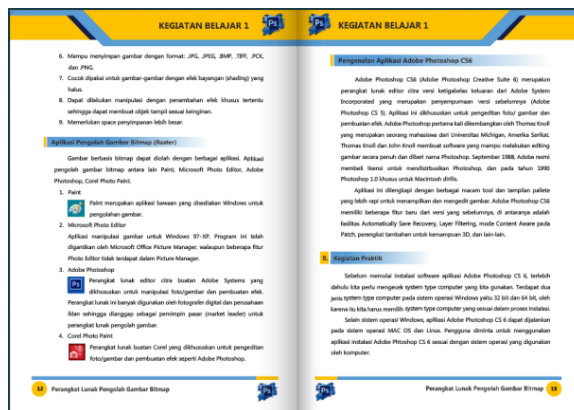 KEGIATAN BELAJAR 1
6. Mampu menyimpan gambar dengan format: .JPG, .JPEG, .BMP, .TIFF, .PCX,
dan .PNG.
7. Cocok dipakai untuk gambar-gambar dengan efek bayangan (shading) yang
halus.
8. Dapat dilekukan manipulasi dengan penambahan efek khusus tertentu
sehingga dapat membuat objek tampil sesuai keinginan.
9. Memerlukan space penyimpanan lebih besar.
Aplikasi Pengolah Gambar Bitmap (Raster)
Gambar berbasis bitmap dapat diolah dengan berbagai aplikasi. Aplikasi
pengolah gambar bitmap antara lain Paint, Microsoft Photo Editor, Adobe
Photoshop, Corel Photo Paint.
1. Paint
Paint merupakan aplikasi bawaan yang disediakan Windows untuk
pengolahan gambar.
2. Microsoft Photo Editor
Aplikasi manipulasi gambar untuk Windows 97-XP. Program ini telah
digantikan oleh Microsoft Office Picture Manager, walaupun beberapa fitur
Photo Editor tidak terdapat dalam Picture Manager.
3. Adobe Photoshop
Ps
Perangkat lunak editor citra buatan Adobe Systems yang
dikhususkan untuk manipulasi foto/gambar dan pembuatan efek.
Perangkat lunak ini banyak digunakan oleh fotografer digital dan perusahaan
iklan sehingga dianggap sebagai pemimpin pasar (market leader) untuk
perangkat lunak pengolah gambar.
4. Corel Photo Paint
Perangkat lunak buatan Corel yang dikhususkan untuk pengeditan
foto/gambar dan pembuatan efek seperti Adobe Photoshop.
12 Perangkat Lunak Pengolah Gambar Bitmap
Ps
KEGIATAN BELAJAR 1
Pengenalan Aplikasi Adobe Photoshop CS6
Adobe Photoshop CS6 (Adobe Photoshop Creative Suite 6) merupakan
perangkat lunak editor citra versi ketigabelas keluaran dari Adobe System
Incorporated yang merupakan penyempurnaan versi sebelumnya (Adobe
Photoshop CS 5). Aplikasi ini dikhususkan untuk pengeditan foto/ gambar dan
pembuatan efek. Adobe Photoshop pertama kali dikembangkan oleh Thomas Knoll
yang merupakan seorang mahasiswa dari Universitas Michigan, Amerika Serikat.
Thomas Knoll dan John Knoll membuat software yang mampu melakukan editing
gambar secara penuh dan diberi nama Photoshop. September 1988, Adobe resmi
membeli lisensi untuk mendistribusikan Photoshop, dan pada tahun 1990
Photoshop 1.0 khusus untuk Macintosh dirilis.
Aplikasi ini dilengkapi dengan berbagai macam tool dan tampilan pallete
yang lebih rapi untuk menampilkan dan mengedit gambar. Adobe Photoshop CS6
memiliki beberapa fitur baru dari versi yang sebelumnya, di antaranya adalah
fasilitas Automatically Save Recovery, Layer Filtering, mode Content Aware pada
Patch, perangkat tambahan untuk kemampuan 3D, dan lain-lain.
B. Kegiatan Praktik
Sebelum memulai instalasi software aplikasi Adobe Photoshop CS 6, terlebih
dahulu kita perlu mengecek system type computer yang kita gunakan. Terdapat dua
jenis system type computer pada sistem operasi Windows yaitu 32 bit dan 64 bit, oleh
karena itu kita harus memilih system type computer yang sesuai dalam proses instalasi.
Selain sistem operasi Windows, aplikasi Adobe Photoshop CS 6 dapat dijalankan
pada sistem operasi MAC OS dan Linux. Pengguna diminta untuk menggunakan
aplikasi instalasi Adobe Phtoshop CS 6 sesuai dengan sistem operasi yang digunakan
oleh komputer.
Perangkat Lunak Pengolah Gambar Bitmap 13